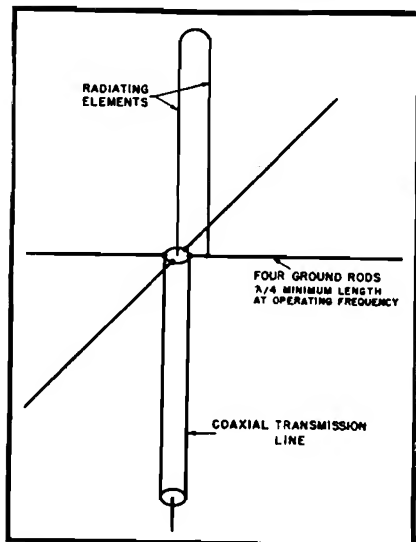 RADIATING
ELEMENTS
FOUR GROUND RODS
λ/4 MINIMUM LENGTH
AT OPERATING FREQUENCY
COAXIAL TRANSMISSION
LINE